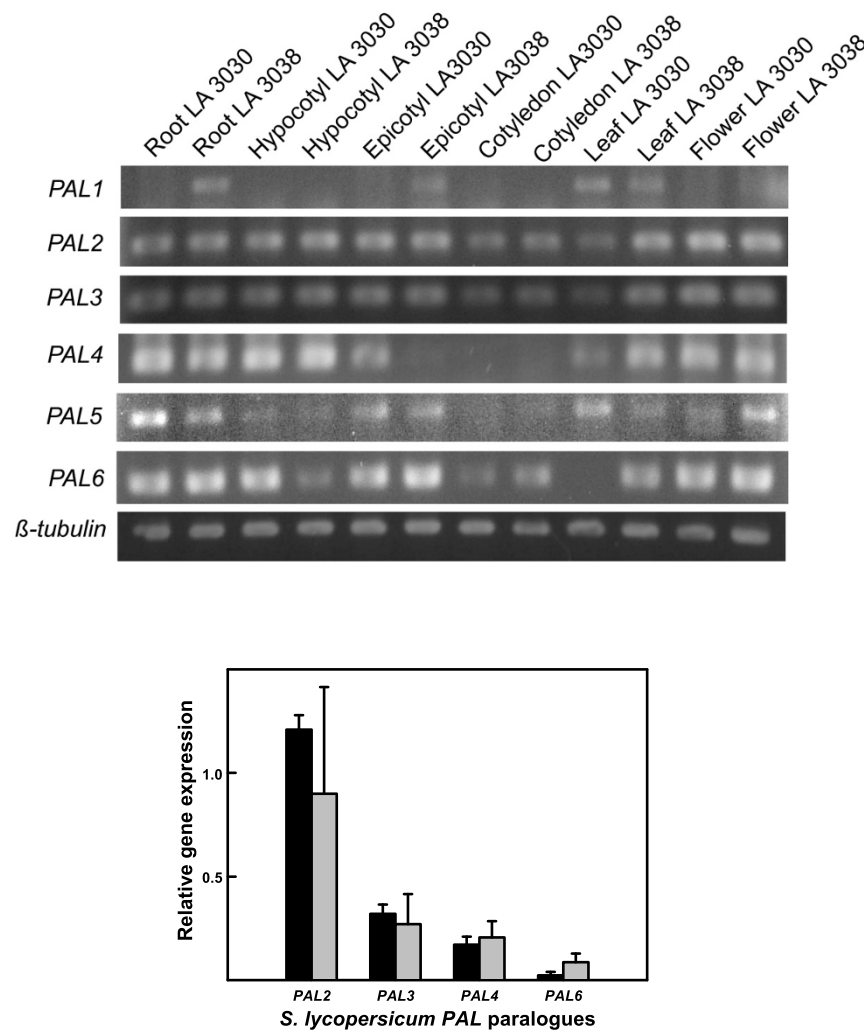 Root LA 3030
Root LA 3038
Hypocotyl LA 3030
Hypocotyl LA 3038
Epicotyl LA3030
Epicotyl LA3038
Cotyledon LA3030
Cotyledon LA 3038
Leaf LA 3030
Leaf LA 3038
Flower LA 3030
Flower LA 3038
PAL1
PAL2
PAL3
PAL4
PAL5
PAL6
ß-tubulin
Relative gene expression
1.0
0.5
PAL2 PAL3 PAL4 PAL6
S. lycopersicum PAL paralogues